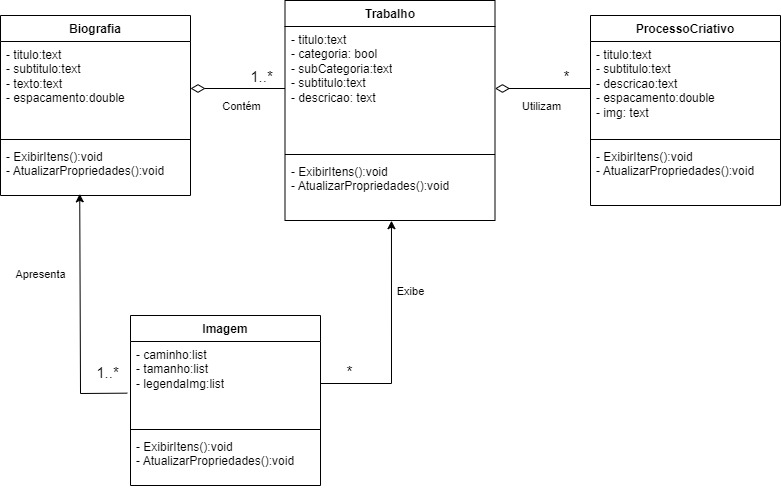 Biografia
- titulo:text
- subtitulo:text
- texto:text
- espacamento:double
- ExibirItens():void
- AtualizarPropriedades():void
1..*
Contém
Trabalho
- titulo:text
- categoria: bool
- subCategoria:text
- subtitulo:text
- descricao: text
- ExibirItens():void
- AtualizarPropriedades():void
*
Utilizam
ProcessoCriativo
- titulo:text
- subtitulo:text
- descricao:text
- espacamento:double
- img: text
- ExibirItens():void
- AtualizarPropriedades():void
Apresenta
1..*
Exibe
*
Imagem
- caminho:list
- tamanho:list
- legendaImg:list
- ExibirItens():void
- AtualizarPropriedades():void